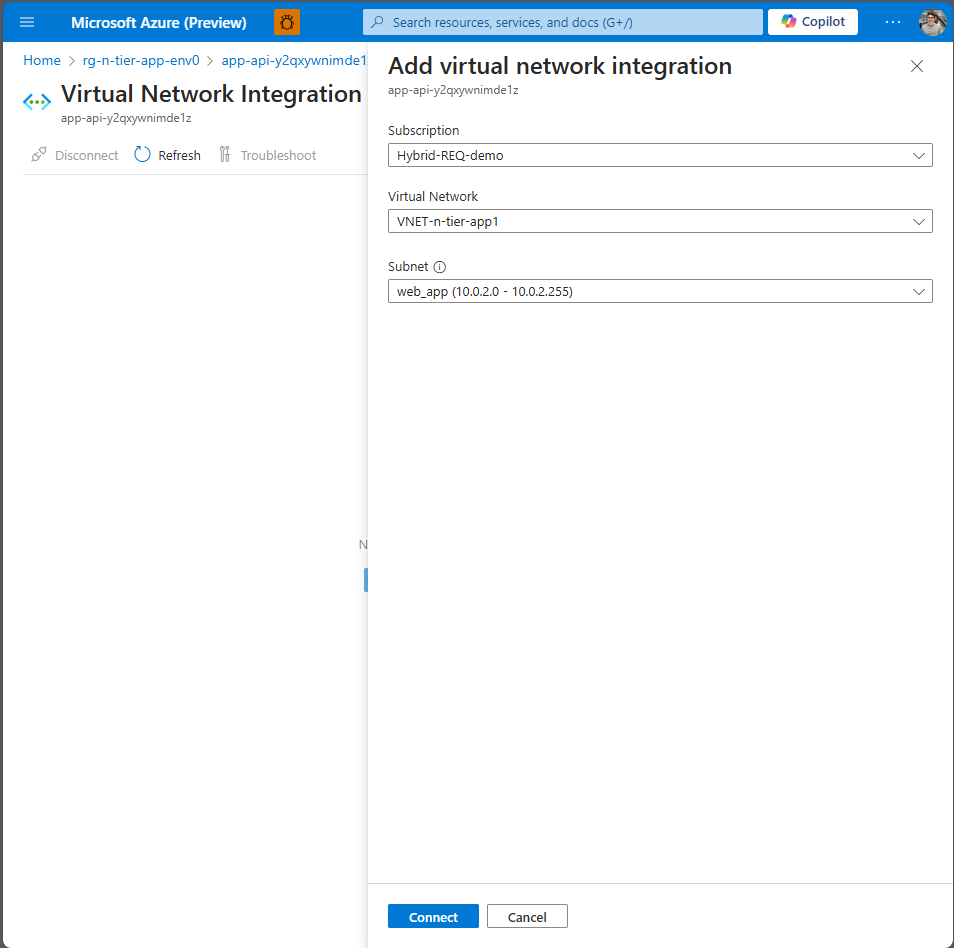 Microsoft Azure (Preview)
Search resources, services, and docs (G+/)
Copilot
Home > rg-n-tier-app-env0 > app-api-y2qxywnimde1
Virtual Network Integration
app-api-y2qxywnimde1z
Disconnect
Refresh
Troubleshoot
N
Add virtual network integration
app-api-y2qxywnimde1z
Subscription
Hybrid-REQ-demo
Virtual Network
VNET-n-tier-app1
Subnet
web_app (10.0.2.0 - 10.0.2.255)
Connect
Cancel